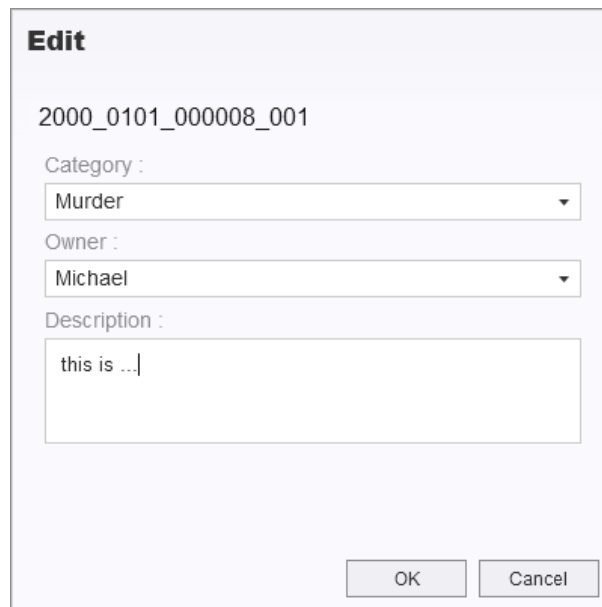 Edit
2000_0101_000008_001
Category :
Murder
Owner :
Michael
Description :
this is ...
OK
Cancel